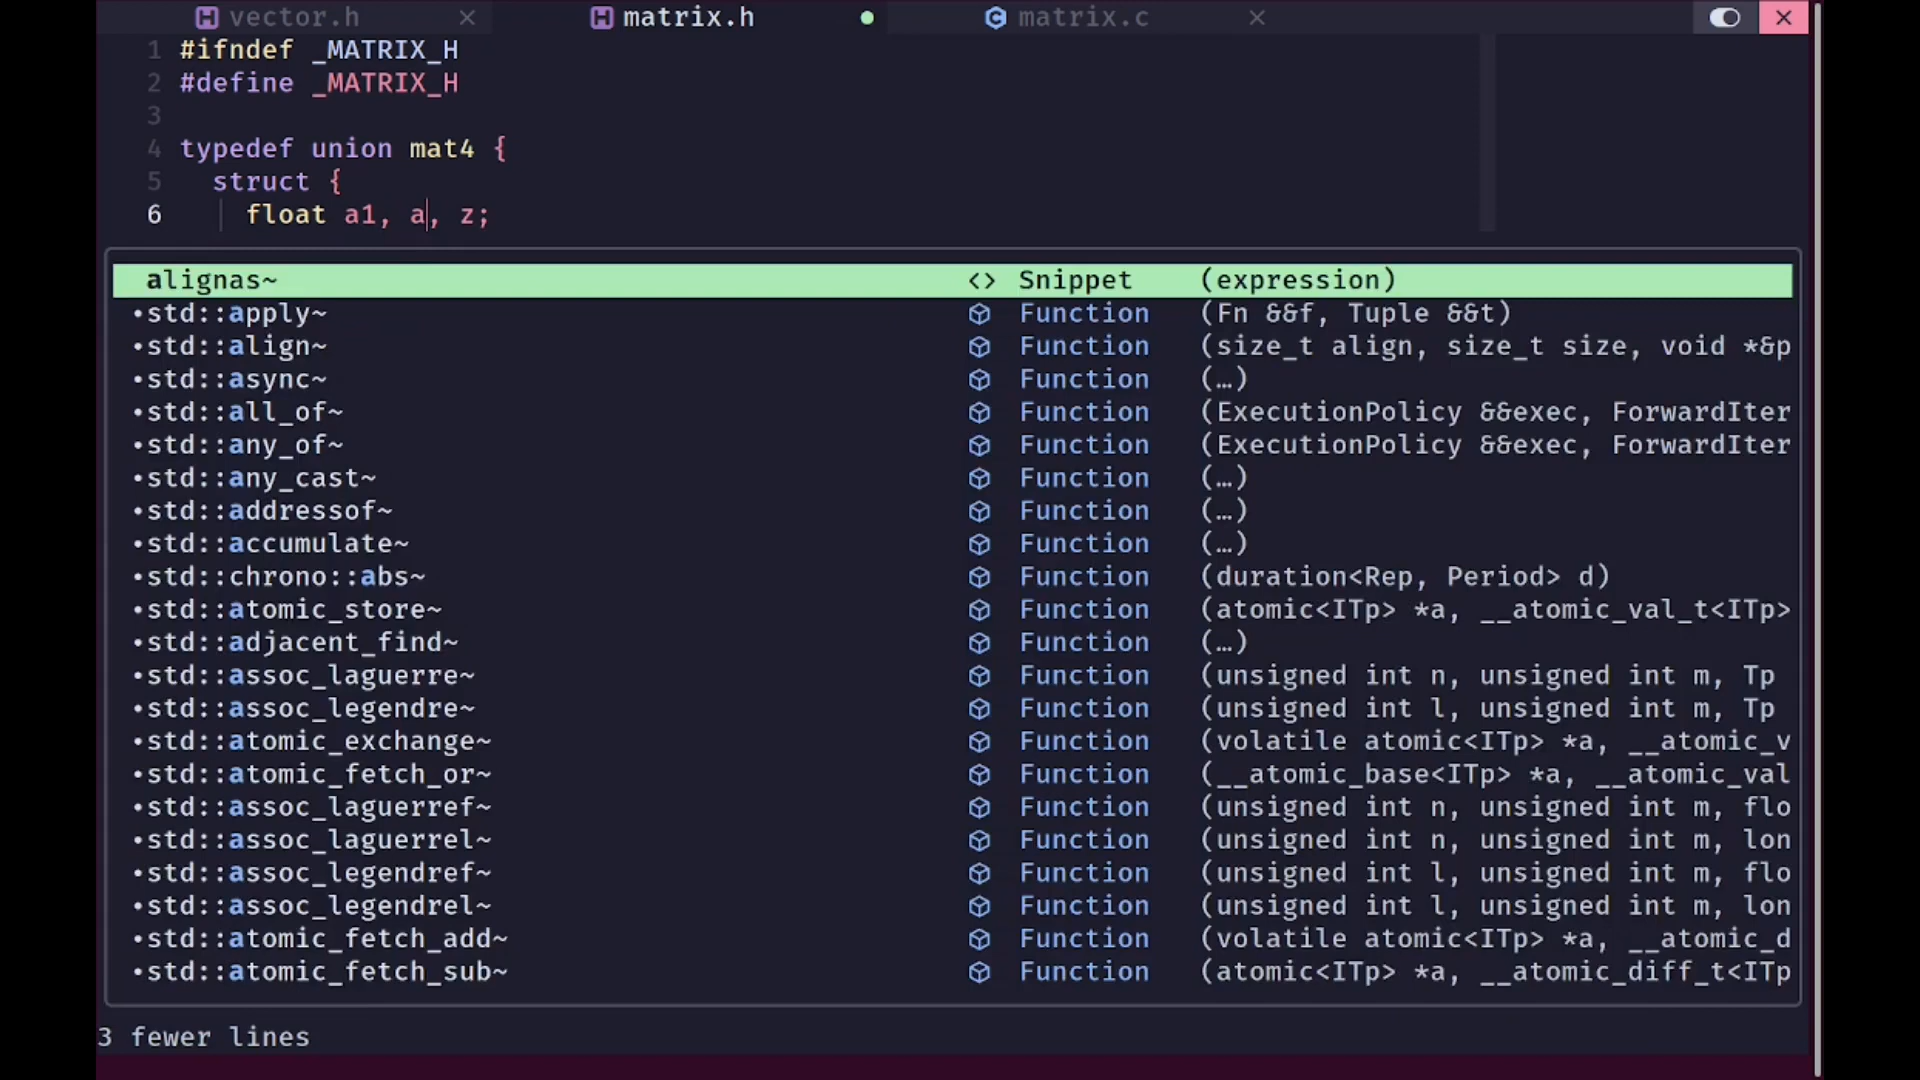 vector.h × matrix.h ● matrix.c ×
1 #ifndef _MATRIX_H
2 #define _MATRIX_H
3
4 typedef union mat4 {
5 struct {
6 float a1, a, z;
alignas~ <> Snippet (expression)
•std::apply~ Function (Fn &&f, Tuple &&t)
•std::align~ Function (size_t align, size_t size, void *&p
•std::async~ Function (…)
•std::all_of~ Function (ExecutionPolicy &&exec, ForwardIter
•std::any_of~ Function (ExecutionPolicy &&exec, ForwardIter
•std::any_cast~ Function (…)
•std::addressof~ Function (…)
•std::accumulate~ Function (…)
•std::chrono::abs~ Function (duration<Rep, Period> d)
•std::atomic_store~ Function (atomic<ITp> *a, __atomic_val_t<ITp>
•std::adjacent_find~ Function (…)
•std::assoc_laguerre~ Function (unsigned int n, unsigned int m, Tp
•std::assoc_legendre~ Function (unsigned int l, unsigned int m, Tp
•std::atomic_exchange~ Function (volatile atomic<ITp> *a, __atomic_v
•std::atomic_fetch_or~ Function (__atomic_base<ITp> *a, __atomic_val
•std::assoc_laguerref~ Function (unsigned int n, unsigned int m, flo
•std::assoc_laguerrel~ Function (unsigned int n, unsigned int m, lon
•std::assoc_legendref~ Function (unsigned int l, unsigned int m, flo
•std::assoc_legendrel~ Function (unsigned int l, unsigned int m, lon
•std::atomic_fetch_add~ Function (volatile atomic<ITp> *a, __atomic_d
•std::atomic_fetch_sub~ Function (atomic<ITp> *a, __atomic_diff_t<ITp
3 fewer lines